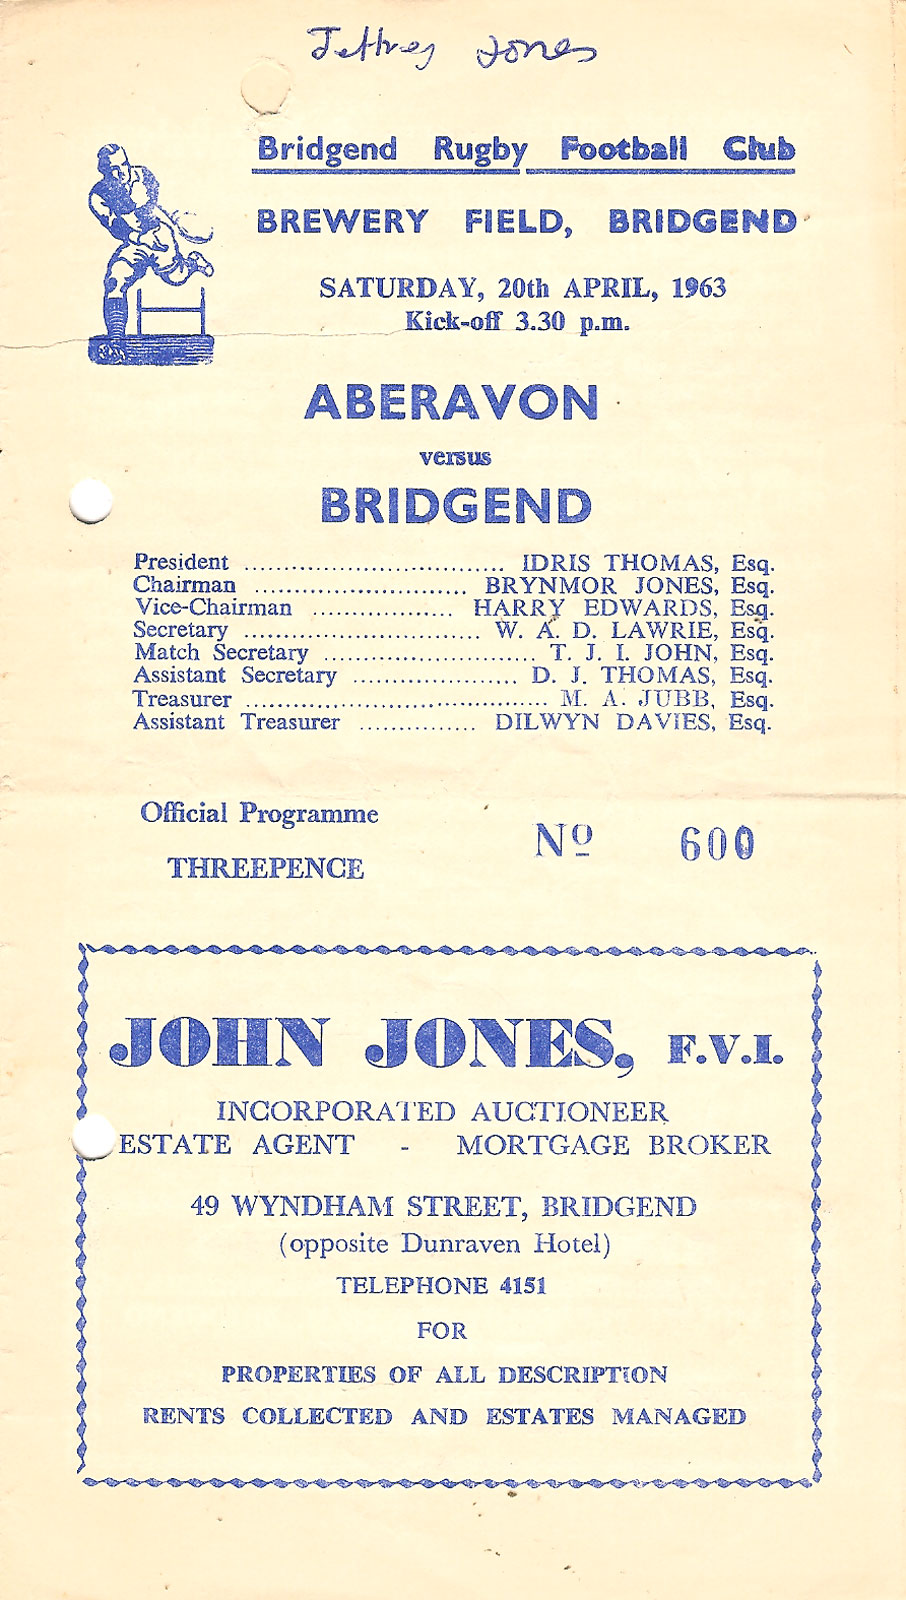 Jeffrey Jones
Bridgend Rugby Football Club
BREWERY FIELD, BRIDGEND
SATURDAY, 20th APRIL, 1963
Kick-off 3.30 p.m.
ABERAVON
versus
BRIDGEND
President ................................. IDRIS THOMAS, Esq.
Chairman ........................... BRYNMOR JONES, Esq.
Vice-Chairman .................. HARRY EDWARDS, Esq.
Secretary .............................. W. A. D. LAWRIE, Esq.
Match Secretary ........................... T. J. I. JOHN, Esq.
Assistant Secretary ..................... D. J. THOMAS, Esq.
Treasurer ...................................... M. A. JUBB, Esq.
Assistant Treasurer ............... DILWYN DAVIES, Esq.
Official Programme
THREEPENCE
Nº 600
JOHN JONES, F.V.I.
INCORPORATED AUCTIONEER
ESTATE AGENT - MORTGAGE BROKER
49 WYNDHAM STREET, BRIDGEND
(opposite Dunraven Hotel)
TELEPHONE 4151
FOR
PROPERTIES OF ALL DESCRIPTION
RENTS COLLECTED AND ESTATES MANAGED